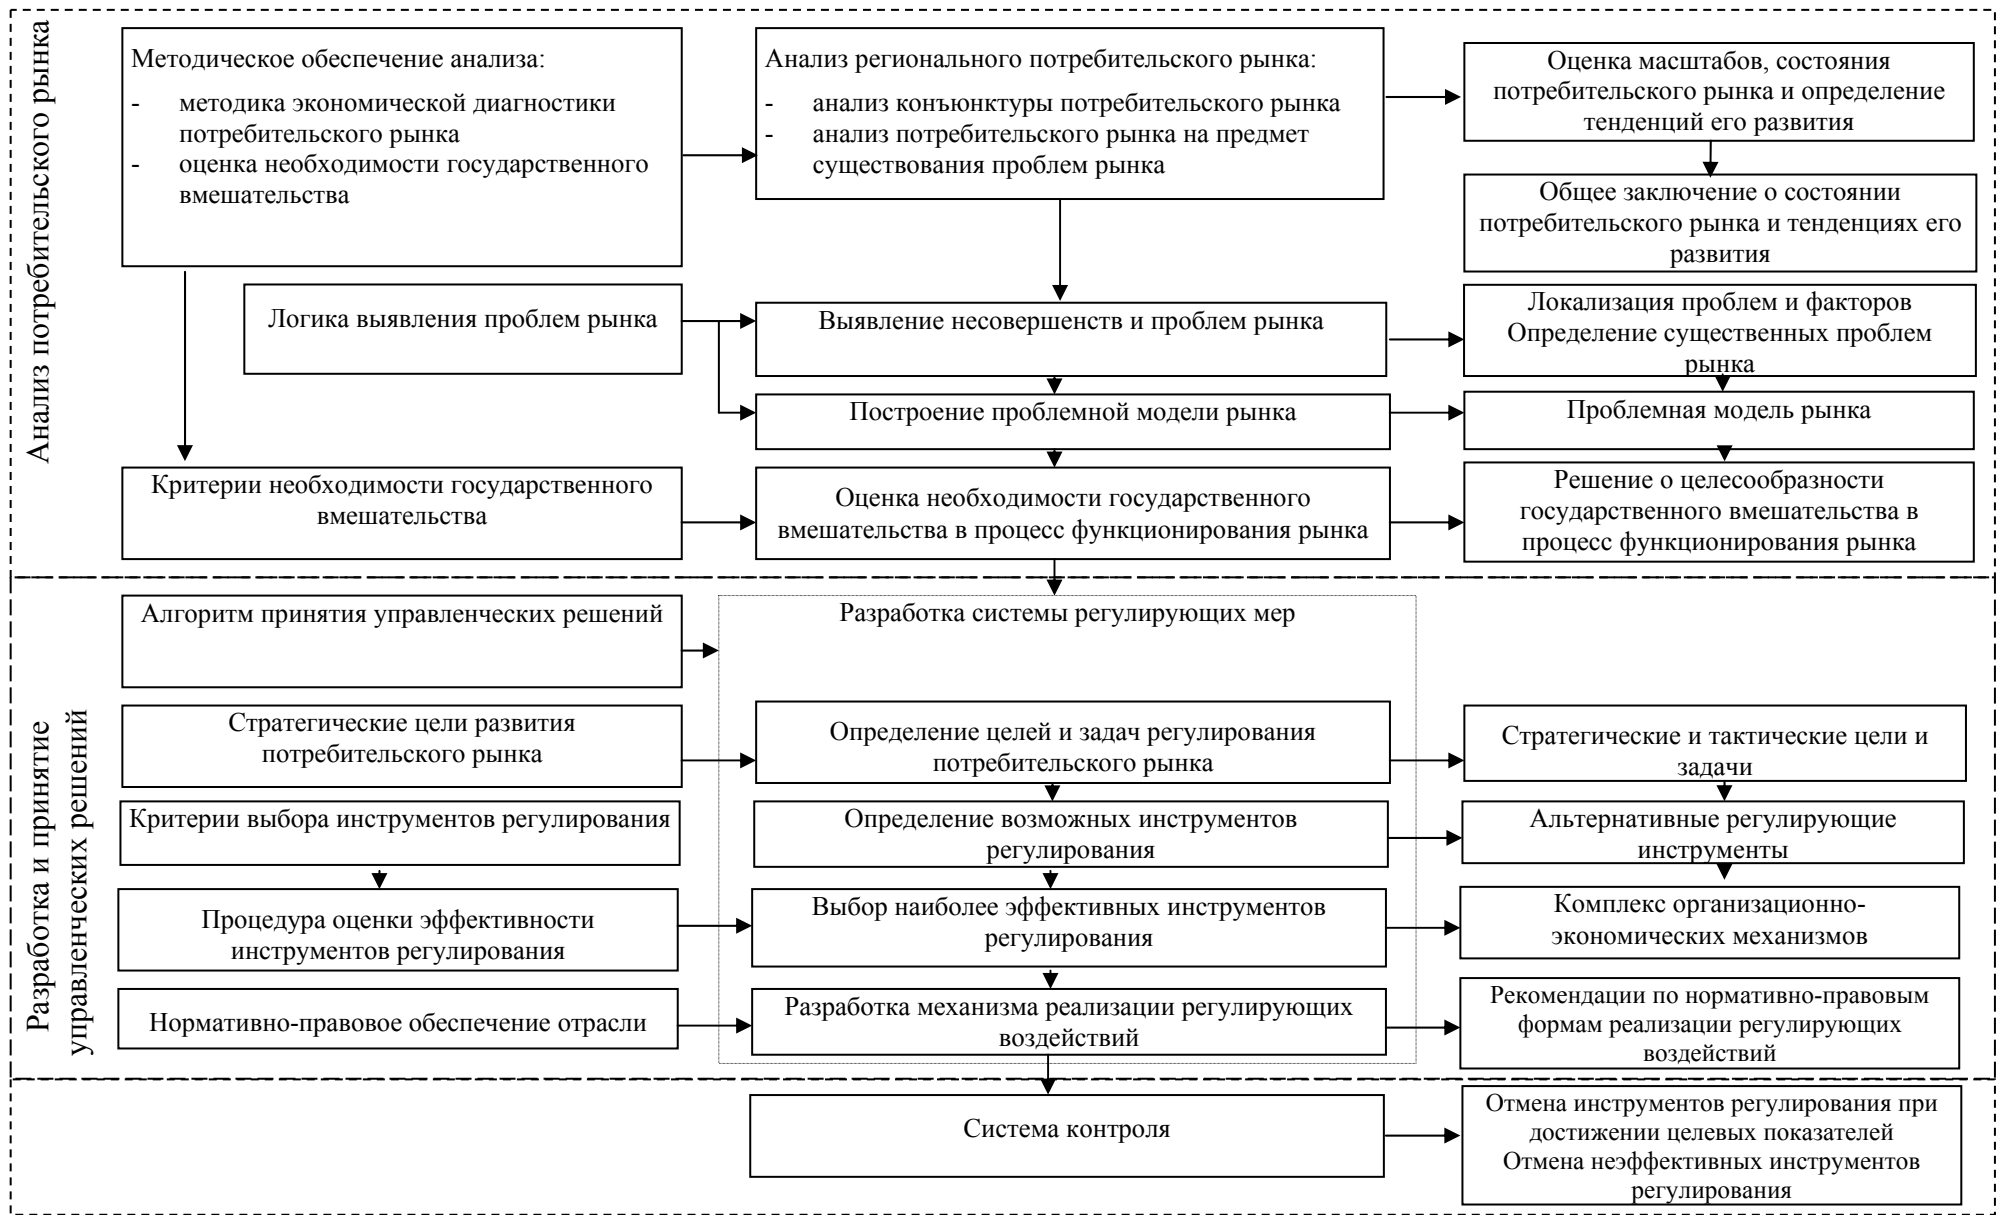 Анализ потребительского рынка
Методическое обеспечение анализа:
- методика экономической диагностики
потребительского рынка
- оценка необходимости государственного
вмешательства
Анализ регионального потребительского рынка:
- анализ конъюнктуры потребительского рынка
- анализ потребительского рынка на предмет
существования проблем рынка
Оценка масштабов, состояния
потребительского рынка и определение
тенденций его развития
Общее заключение о состоянии
потребительского рынка и тенденциях его
развития
Логика выявления проблем рынка
Выявление несовершенств и проблем рынка
Локализация проблем и факторов
Определение существенных проблем
рынка
Построение проблемной модели рынка
Проблемная модель рынка
Критерии необходимости государственного
вмешательства
Оценка необходимости государственного
вмешательства в процесс функционирования рынка
Решение о целесообразности
государственного вмешательства в
процесс функционирования рынка
Разработка и принятие
управленческих решений
Алгоритм принятия управленческих решений
Разработка системы регулирующих мер
Стратегические цели развития
потребительского рынка
Определение целей и задач регулирования
потребительского рынка
Стратегические и тактические цели и
задачи
Критерии выбора инструментов регулирования
Определение возможных инструментов
регулирования
Альтернативные регулирующие
инструменты
Процедура оценки эффективности
инструментов регулирования
Выбор наиболее эффективных инструментов
регулирования
Комплекс организационно-
экономических механизмов
Нормативно-правовое обеспечение отрасли
Разработка механизма реализации регулирующих
воздействий
Рекомендации по нормативно-правовым
формам реализации регулирующих
воздействий
Система контроля
Отмена инструментов регулирования при
достижении целевых показателей
Отмена неэффективных инструментов
регулирования